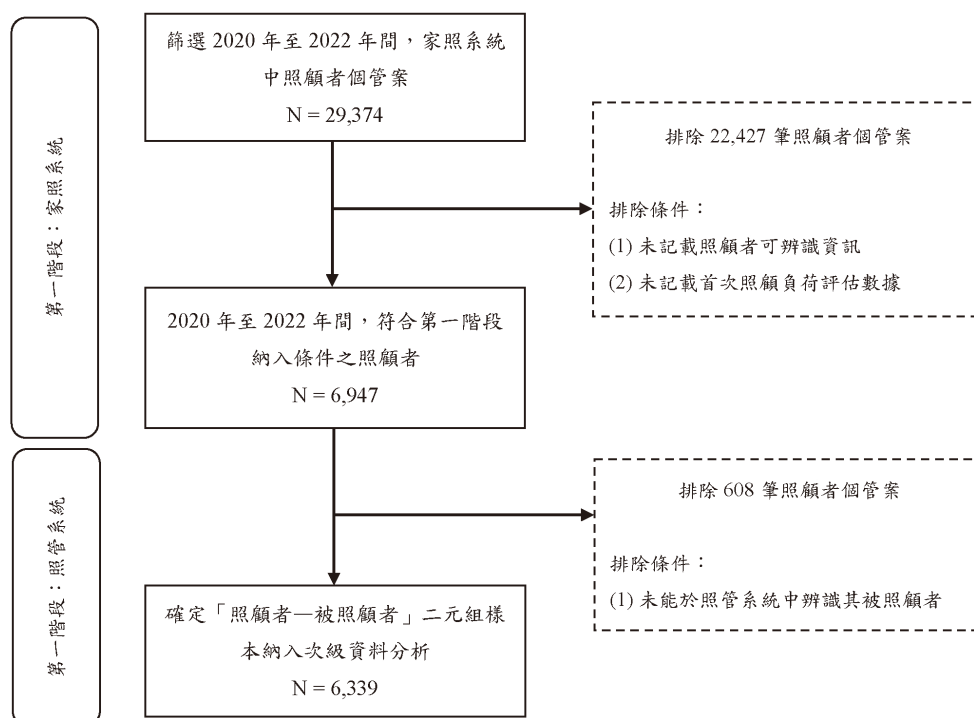 第一階段：家照系統
篩選 2020 年至 2022 年間，家照系統
中照顧者個管案
N = 29,374
排除 22,427 筆照顧者個管案
排除條件：
(1) 未記載照顧者可辨識資訊
(2) 未記載首次照顧負荷評估數據
2020 年至 2022 年間，符合第一階段
納入條件之照顧者
N = 6,947
第一階段：照管系統
排除 608 筆照顧者個管案
排除條件：
(1) 未能於照管系統中辨識其被照顧者
確定「照顧者—被照顧者」二元組樣
本納入次級資料分析
N = 6,339